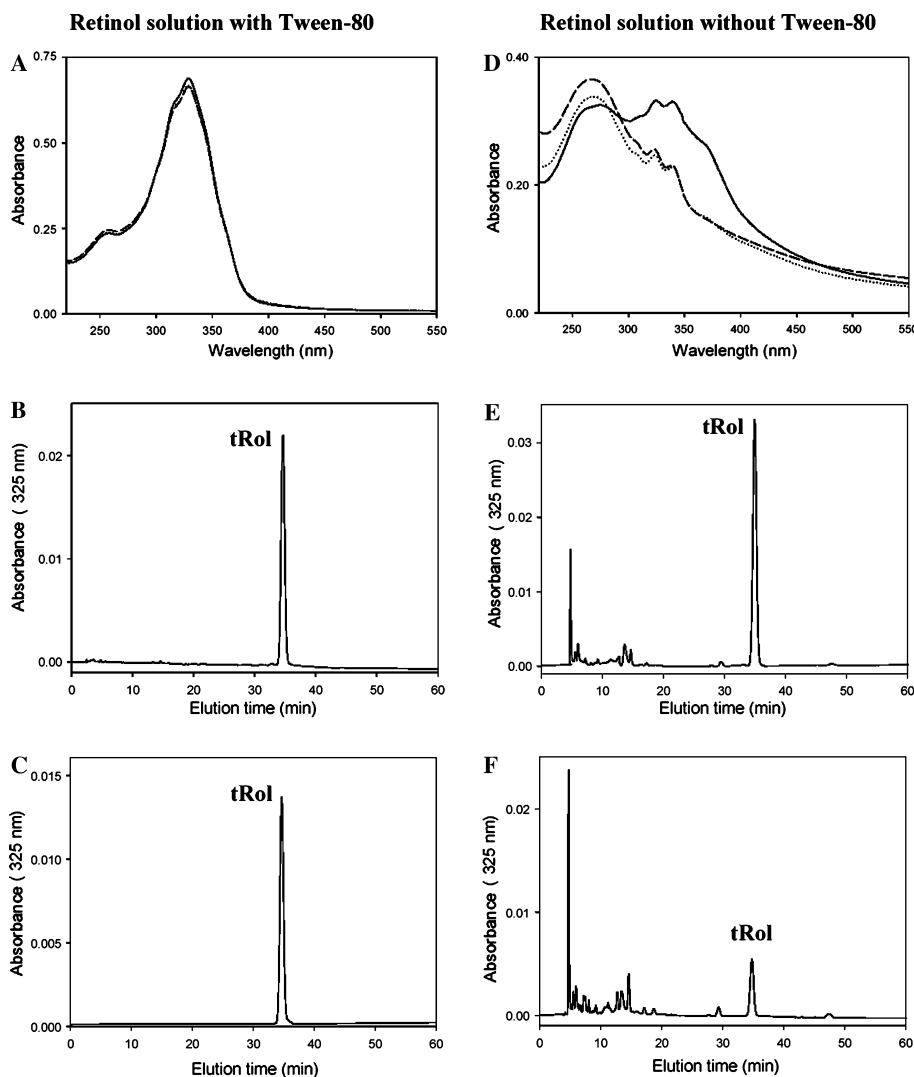 Retinol solution with Tween-80
Retinol solution without Tween-80
A
0.75
0.50
0.25
0.00
Absorbance
250 300 350 400 450 500 550
Wavelength (nm)
D
0.40
0.20
0.00
Absorbance
250 300 350 400 450 500 550
Wavelength (nm)
B
tRol
0.02
0.01
0.00
Absorbance ( 325 nm)
0 10 20 30 40 50 60
Elution time (min)
E
tRol
0.03
0.02
0.01
0.00
Absorbance ( 325 nm)
0 10 20 30 40 50 60
Elution time (min)
C
tRol
0.015
0.010
0.005
0.000
Absorbance ( 325 nm)
0 10 20 30 40 50 60
Elution time (min)
F
tRol
0.02
0.01
0.00
Absorbance ( 325 nm)
0 10 20 30 40 50 60
Elution time (min)